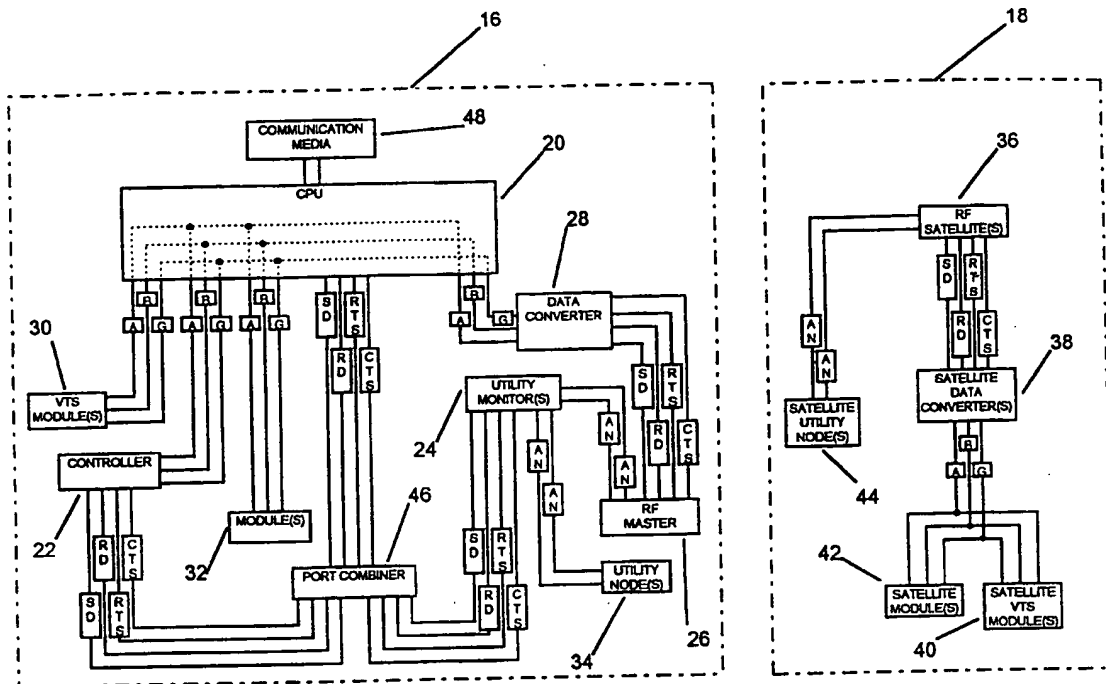 16
18
COMMUNICATION
MEDIA
48
20
CPU
36
RF
SATELLITE(S)
28
SD
RD
RTS
CTS
B
A
G
DATA
CONVERTER
30
A
B
G
A
B
G
A
B
G
SD
RD
RTS
CTS
AN
AN
38
VTS
MODULE(S)
24
UTILITY
MONITOR(S)
SD
RD
RTS
CTS
SATELLITE
DATA
CONVERTER(S)
SATELLITE
UTILITY
NODE(S)
CONTROLLER
AN
AN
B
A
G
44
22
MODULE(S)
46
AN
AN
RF
MASTER
32
SD
RD
RTS
CTS
PORT COMBINER
SD
RD
RTS
CTS
UTILITY
NODE(S)
42
SATELLITE
MODULE(S)
SATELLITE
VTS
MODULE(S)
34
26
40